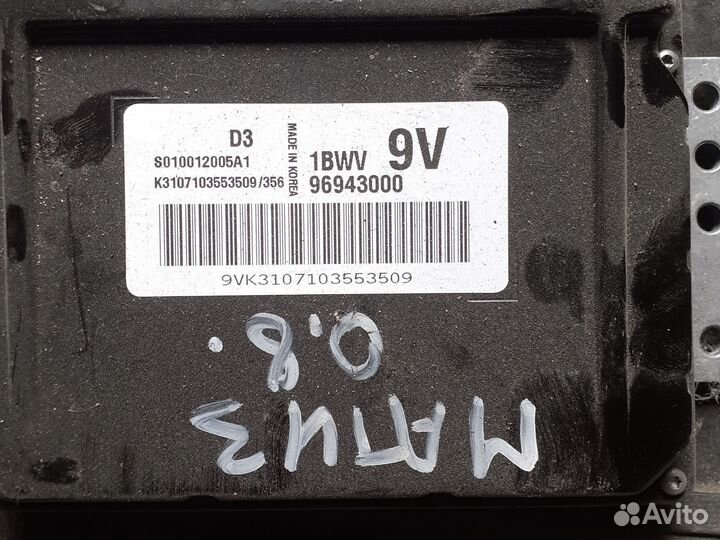 D3
S010012005A1
K3107103553509/356
MADE IN KOREA
1BWV 9V
96943000
9VK3107103553509
МАТИЗ
0.8.
Avito